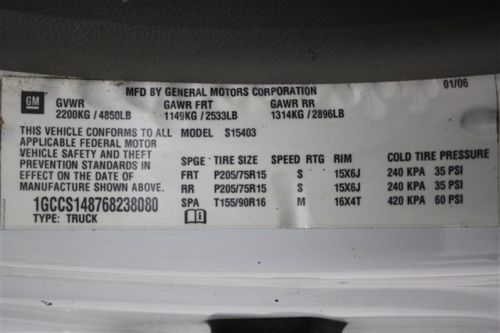 MFD BY GENERAL MOTORS CORPORATION 01/06
GM GVWR GAWR FRT GAWR RR
2200KG / 4850LB 1149KG / 2533LB 1314KG / 2896LB
THIS VEHICLE CONFORMS TO ALL MODEL S15403
APPLICABLE FEDERAL MOTOR
VEHICLE SAFETY AND THEFT SPGE TIRE SIZE SPEED RTG RIM COLD TIRE PRESSURE
PREVENTION STANDARDS IN FRT P205/75R15 S 15X6J 240 KPA 35 PSI
EFFECT ON THE DATE OF RR P205/75R15 S 15X6J 240 KPA 35 PSI
MANUFACTURE SHOWN ABOVE.
1GCCS148768238080 SPA T155/90R16 M 16X4T 420 KPA 60 PSI
TYPE: TRUCK